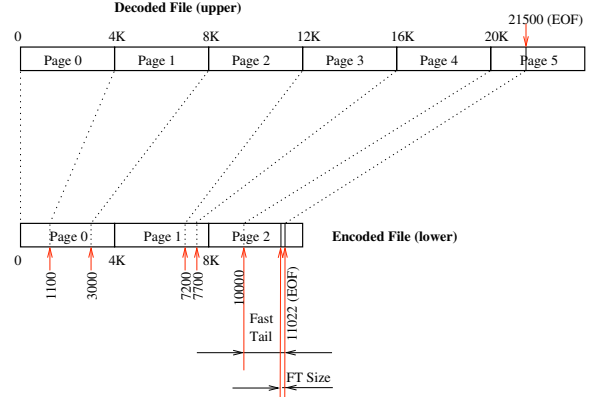 Decoded File (upper)
21500 (EOF)
0 4K 8K 12K 16K 20K
Page 0 Page 1 Page 2 Page 3 Page 4 Page 5
Page 0 Page 1 Page 2 Encoded File (lower)
0 4K 8K
1100
3000
7200
7700
10000
11022 (EOF)
Fast
Tail
FT Size